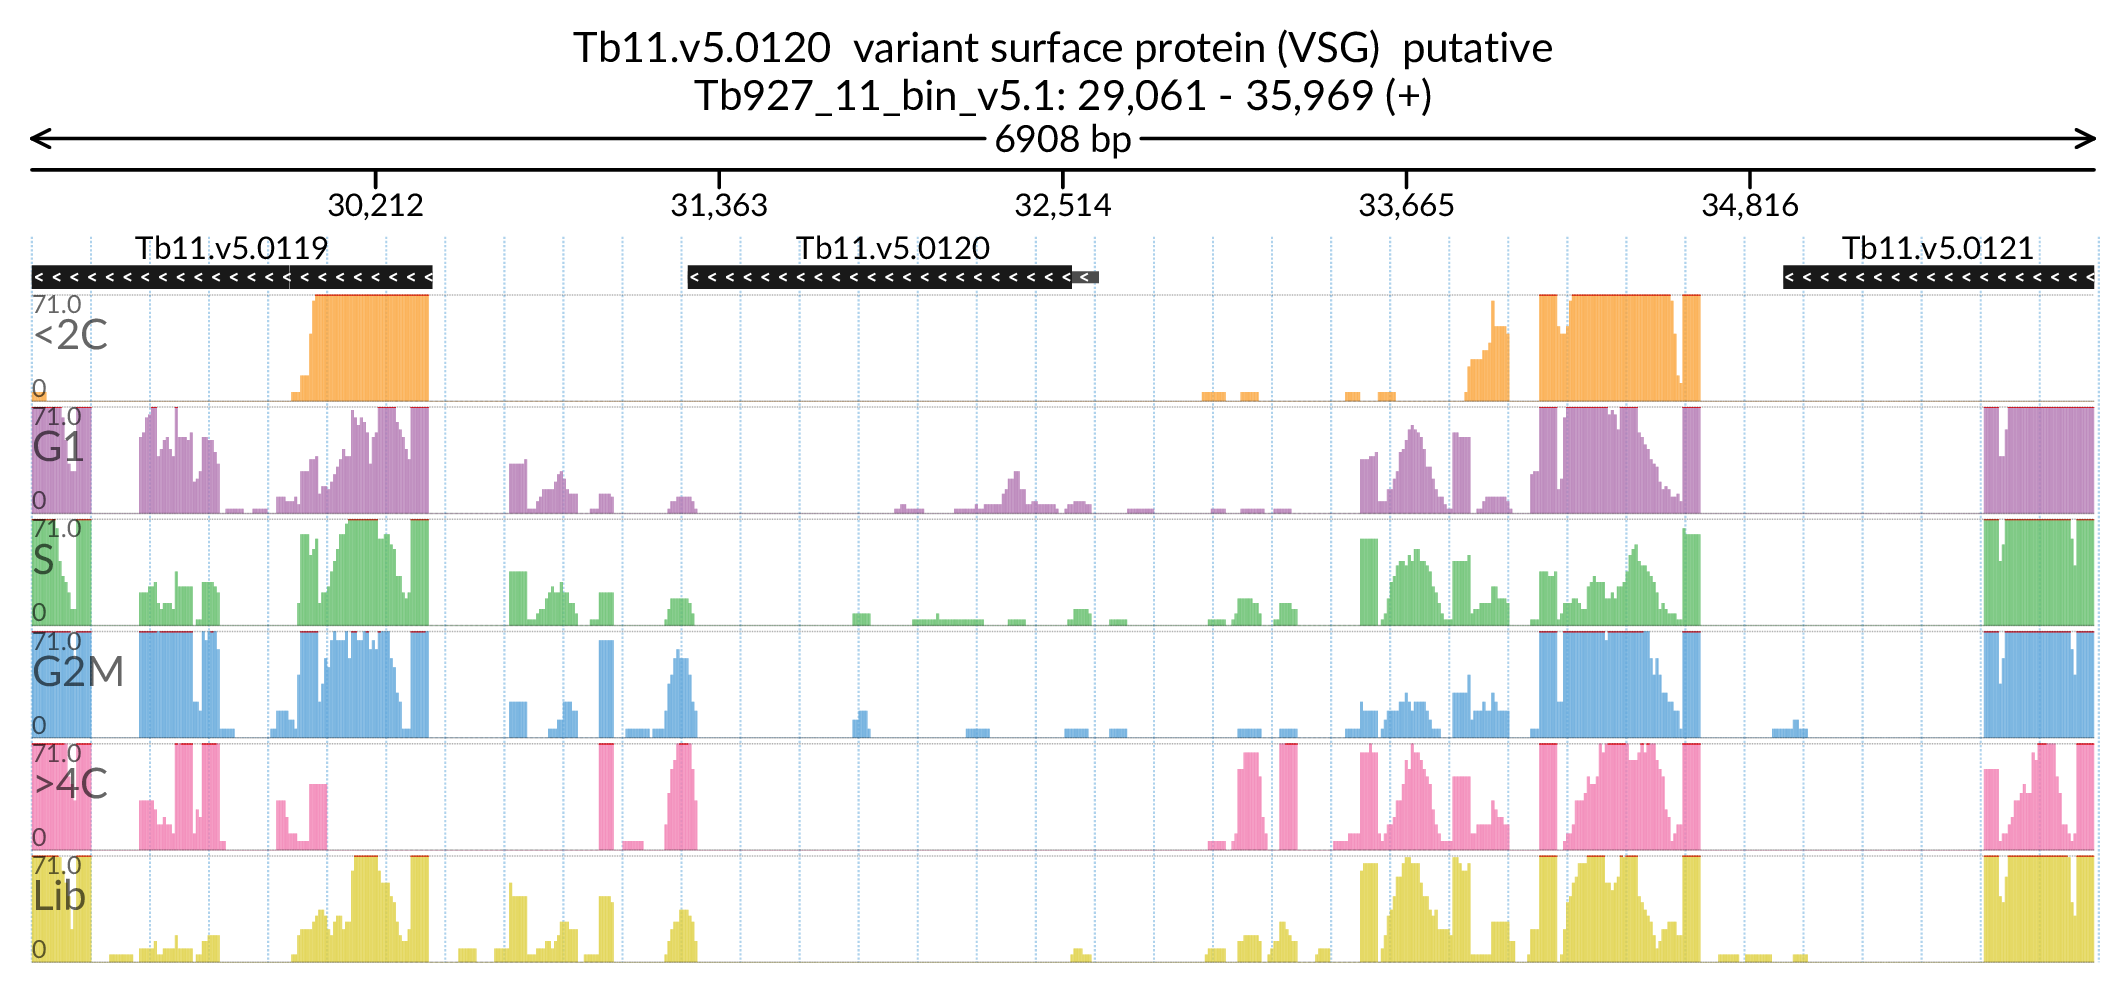 Tb11.v5.0120 variant surface protein (VSG) putative
Tb927_11_bin_v5.1: 29,061 - 35,969 (+)
6908 bp
30,212 31,363 32,514 33,665 34,816
Tb11.v5.0119 Tb11.v5.0120 Tb11.v5.0121
71.0
<2C
0
71.0
G1
0
71.0
S
0
71.0
G2M
0
71.0
>4C
0
71.0
Lib
0